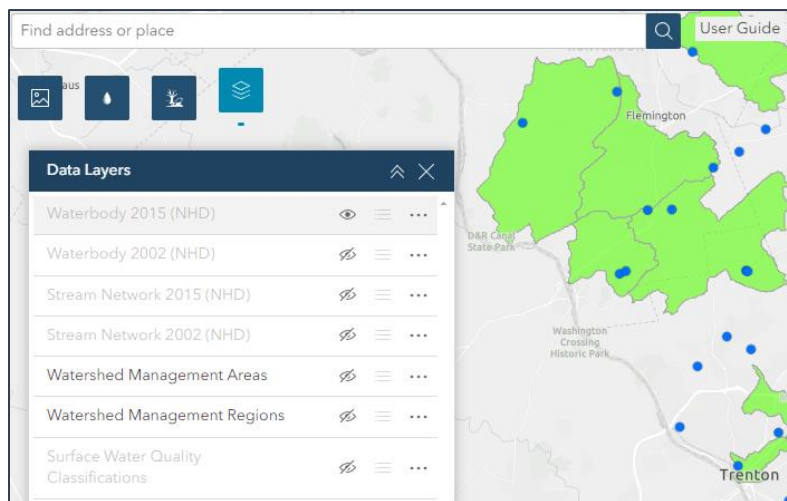 Find address or place
User Guide
aus
Flemington
Data Layers
Waterbody 2015 (NHD)
Waterbody 2002 (NHD)
Stream Network 2015 (NHD)
Stream Network 2002 (NHD)
Watershed Management Areas
Watershed Management Regions
Surface Water Quality
Classifications
D&R Canal
State Park
Washington
Crossing
Historic Park
Trenton